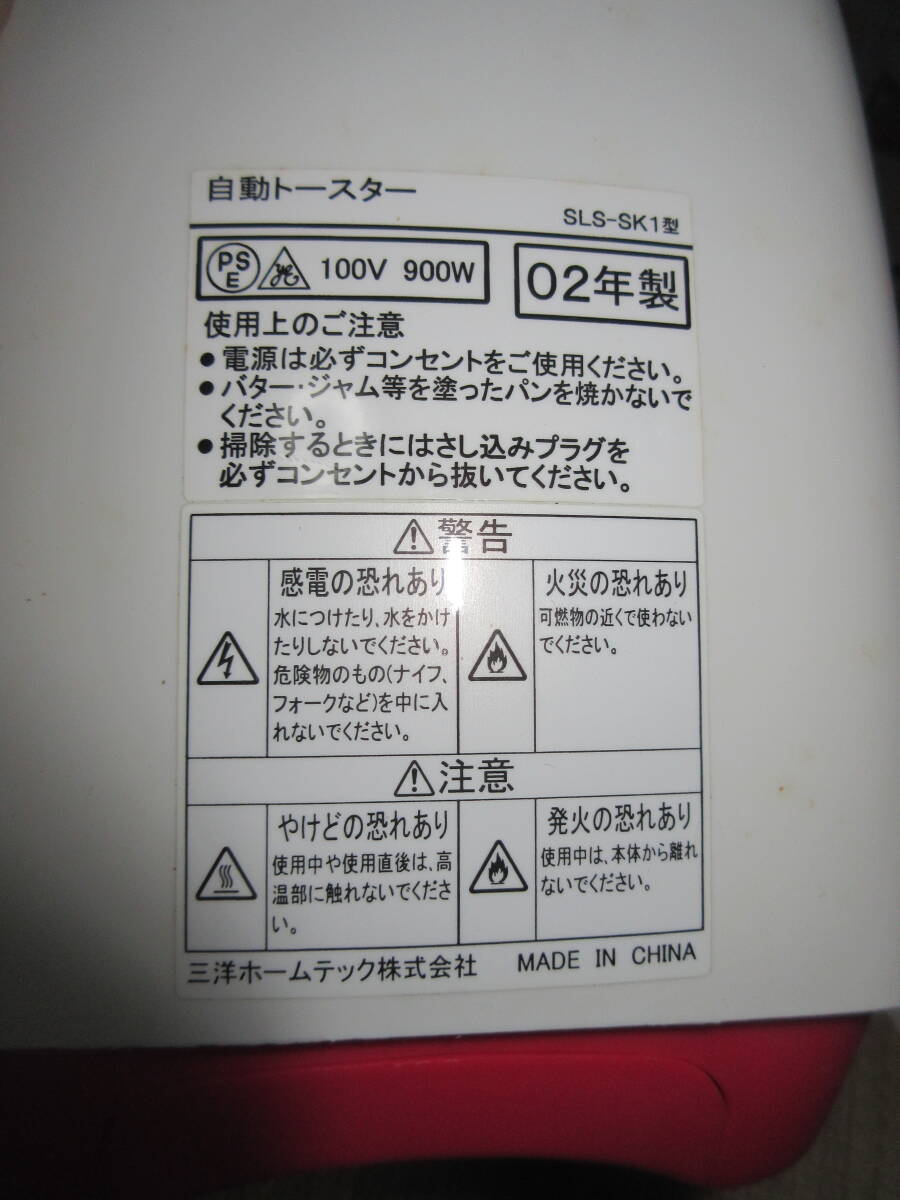 自動トースター
SLS-SK1型
PSE 100V 900W
02年製
使用上のご注意
●電源は必ずコンセントをご使用ください。
●バター・ジャム等を塗ったパンを焼かないで
ください。
●掃除するときにはさし込みプラグを
必ずコンセントから抜いてください。
警告
感電の恐れあり
水につけたり、水をかけ
たりしないでください。
危険物のもの(ナイフ、
フォークなど)を中に入
れないでください。
火災の恐れあり
可燃物の近くで使わない
でください。
注意
やけどの恐れあり
使用中や使用直後は、高
温部に触れないでくださ
い。
発火の恐れあり
使用中は、本体から離れ
ないでください。
三洋ホームテック株式会社 MADE IN CHINA